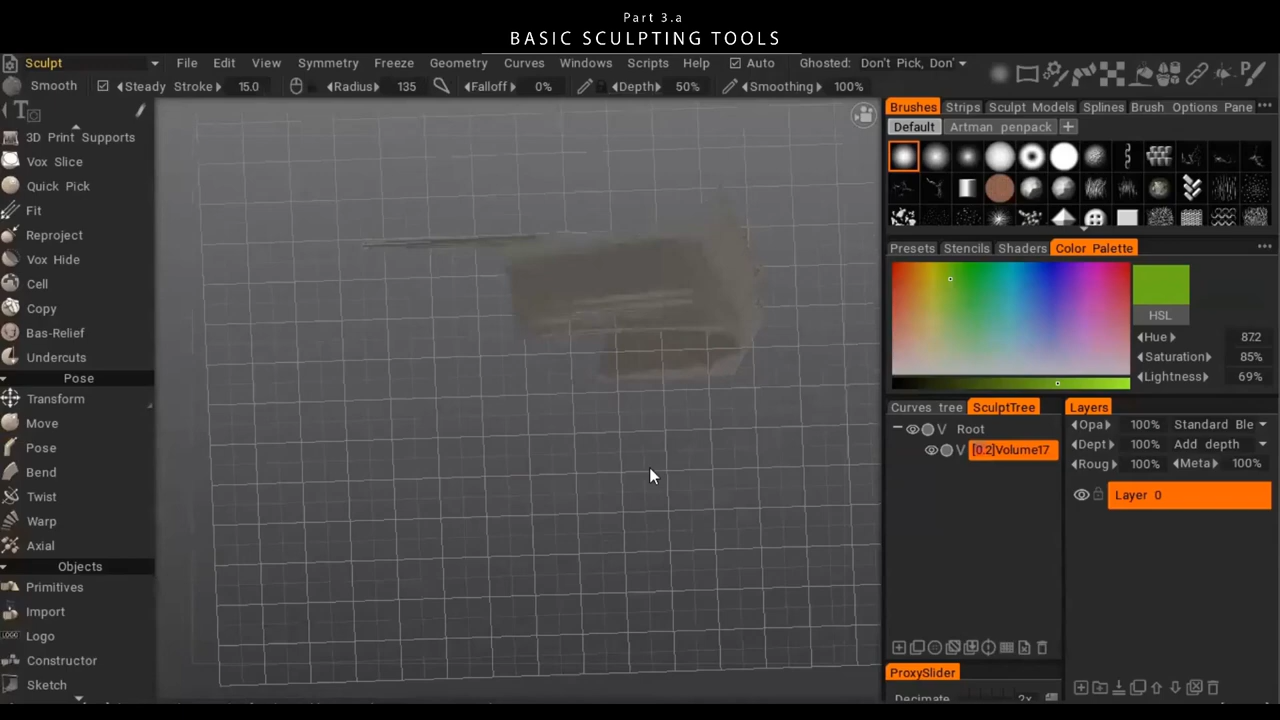 Part 3.a
BASIC SCULPTING TOOLS
Sculpt File Edit View Symmetry Freeze Geometry Curves Windows Scripts Help Auto Ghosted: Don't Pick, Don'
Smooth Steady Stroke 15.0 Radius 135 Falloff 0% Depth 50% Smoothing 100%
T
3D Print Supports
Vox Slice
Quick Pick
Fit
Reproject
Vox Hide
Cell
Copy
Bas-Relief
Undercuts
Pose
Transform
Move
Pose
Bend
Twist
Warp
Axial
Objects
Primitives
Import
LOGO Logo
Constructor
Sketch
Brushes Strips Sculpt Models Splines Brush Options Pane
Default Artman penpack
Presets Stencils Shaders Color Palette
HSL
Hue 87.2
Saturation 85%
Lightness 69%
Curves tree SculptTree
V Root
V [0.2]Volume17
Layers
Opa 100% Standard Ble
Dept 100% Add depth
Roug 100% Meta 100%
Layer 0
ProxySlider
Decimate 2x